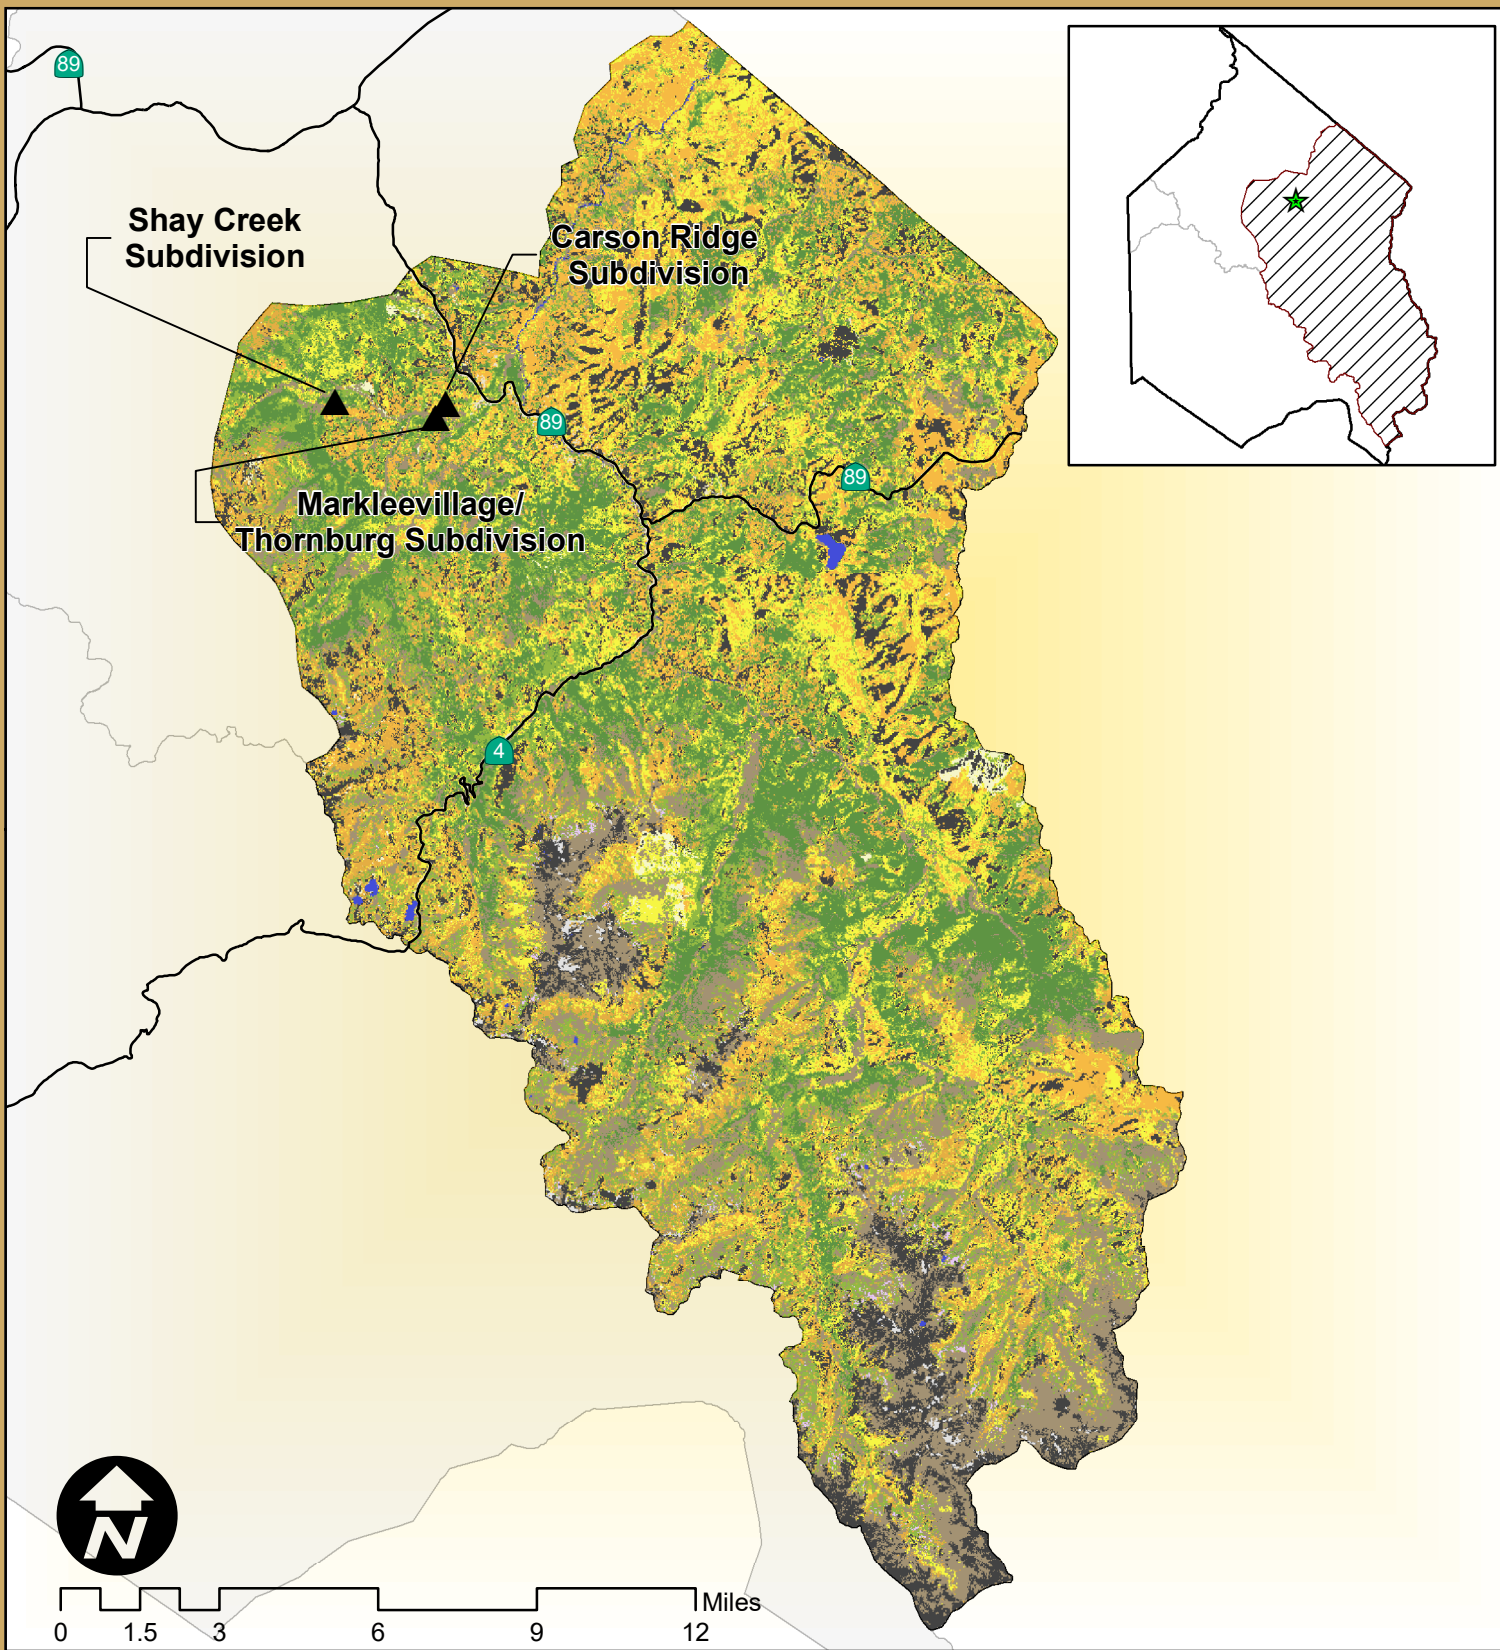 89
Shay Creek
Subdivision
Carson Ridge
Subdivision
89
89
Markleevillage/
Thornburg Subdivision
4
N
Miles
0 1.5 3 6 9 12